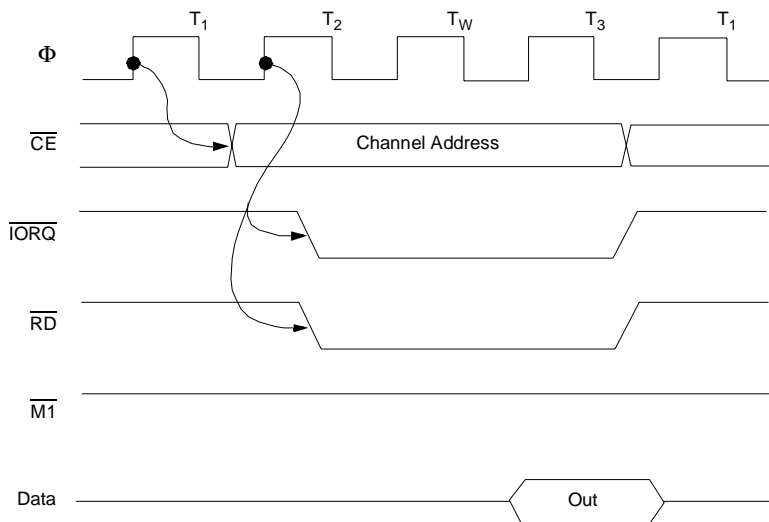 T1 T2 TW T3 T1
Φ
CE Channel Address
IORQ
RD
M1
Data Out